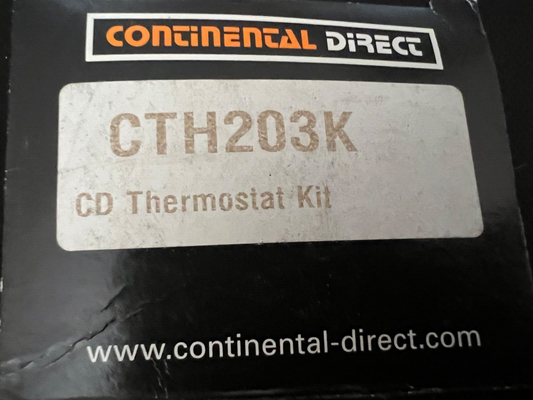 CONTINENTAL DIRECT
CTH203K
CD Thermostat Kit
www.continental-direct.com